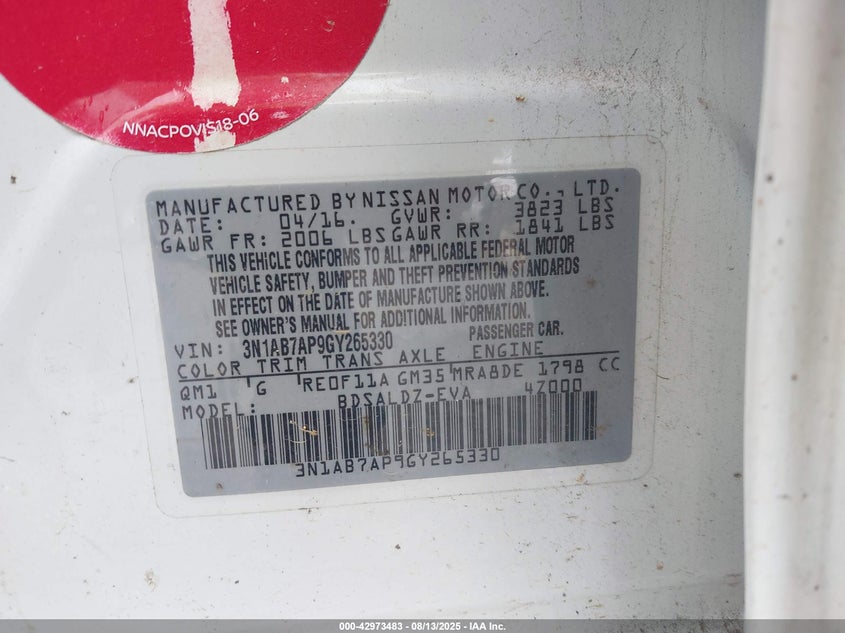 NNACPOVIS18-06
MANUFACTURED BY NISSAN MOTOR CO., LTD.
DATE: 04/16. GVWR: 3823 LBS
GAWR FR: 2006 LBS GAWR RR: 1841 LBS
THIS VEHICLE CONFORMS TO ALL APPLICABLE FEDERAL MOTOR
VEHICLE SAFETY, BUMPER AND THEFT PREVENTION STANDARDS
IN EFFECT ON THE DATE OF MANUFACTURE SHOWN ABOVE.
SEE OWNER'S MANUAL FOR ADDITIONAL INFORMATION.
VIN: 3N1AB7AP9GY265330 PASSENGER CAR.
COLOR TRIM TRANS AXLE ENGINE
QM1 G RE0F11A GM35 MRA8DE 1798 CC
MODEL: BDSALDZ-EVA 4Z000
3N1AB7AP9GY265330
000-42973483 - 08/13/2025 - IAA Inc.